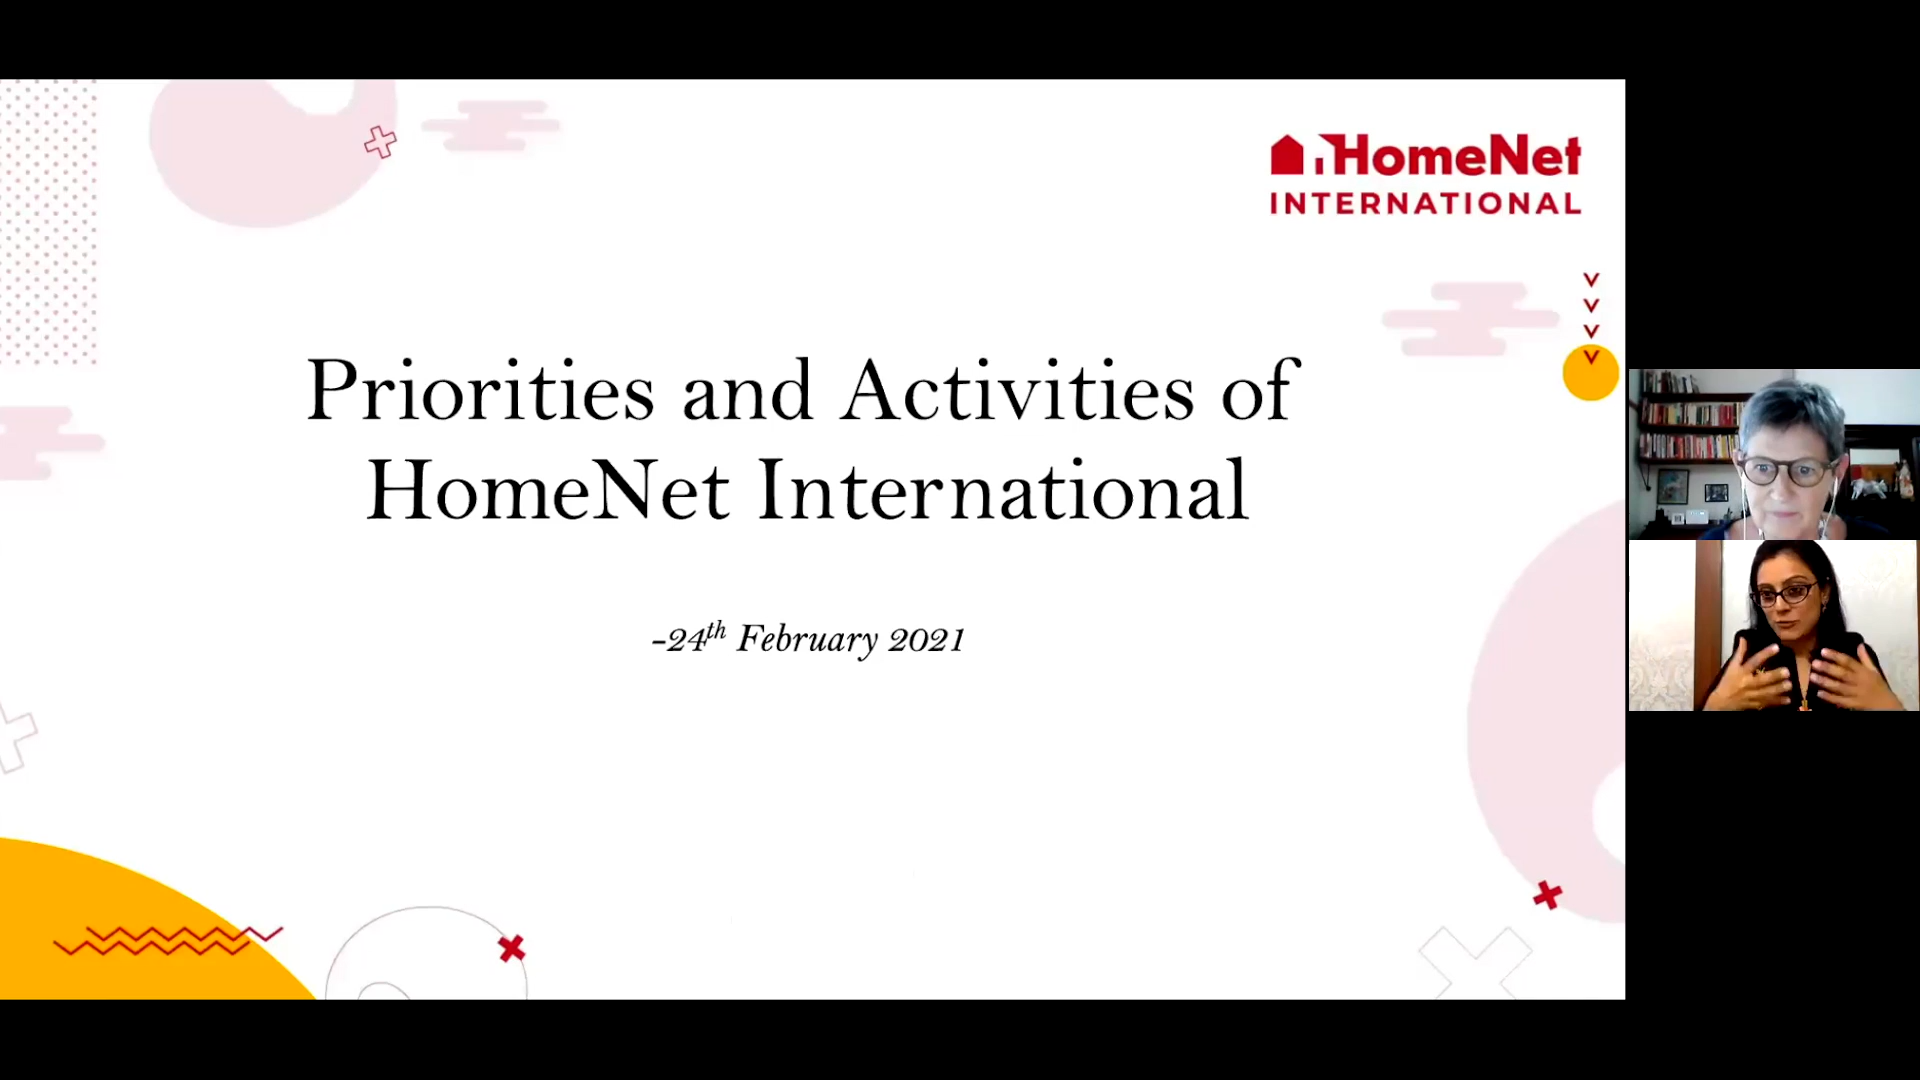 HomeNet
INTERNATIONAL
Priorities and Activities of
HomeNet International
-24th February 2021